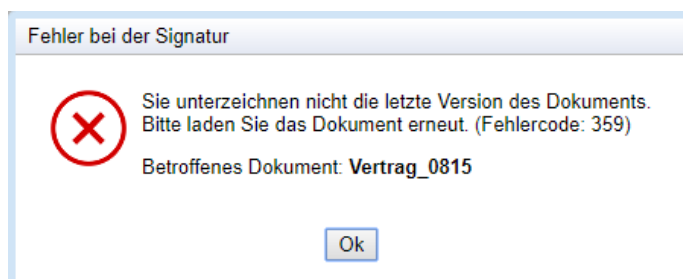 Fehler bei der Signatur
Sie unterzeichnen nicht die letzte Version des Dokuments.
Bitte laden Sie das Dokument erneut. (Fehlercode: 359)
Betroffenes Dokument: Vertrag_0815
Ok